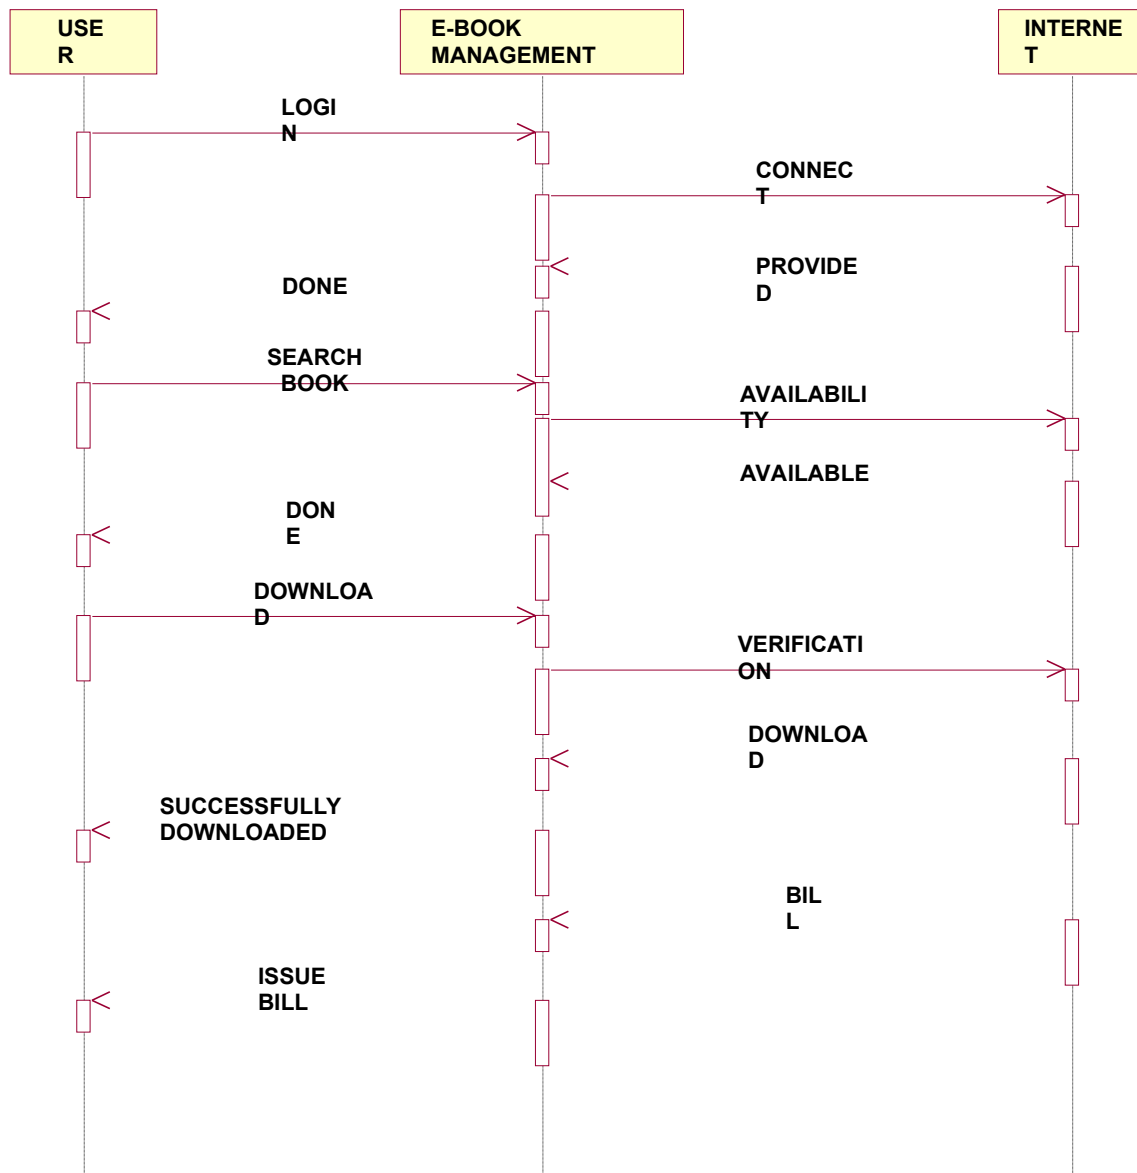 USE
R
E-BOOK
MANAGEMENT
INTERNE
T
LOGI
N
CONNEC
T
PROVIDE
D
DONE
SEARCH
BOOK
AVAILABILI
TY
AVAILABLE
DON
E
DOWNLOA
D
VERIFICATI
ON
DOWNLOA
D
SUCCESSFULLY
DOWNLOADED
BIL
L
ISSUE
BILL